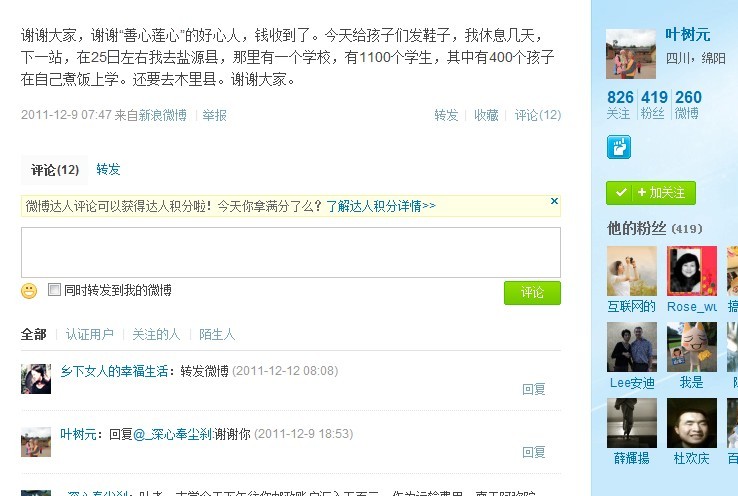 谢谢大家，谢谢“善心莲心”的好心人，钱收到了。今天给孩子们发鞋子，我休息几天，
下一站，在25日左右我去盐源县，那里有一个学校，有1100个学生，其中有400个孩子
在自己煮饭上学。还要去木里县。谢谢大家。
2011-12-9 07:47 来自新浪微博 举报
转发 收藏 评论(12)
评论(12) 转发
微博达人评论可以获得达人积分啦！今天你拿满分了么？了解达人积分详情>>
同时转发到我的微博
评论
全部 认证用户 关注的人 陌生人
乡下女人的幸福生活：转发微博 (2011-12-12 08:08)
回复
叶树元：回复@_深心奉尘刹:谢谢你 (2011-12-9 18:53)
回复
叶树元
四川，绵阳
826 419 260
关注 粉丝 微博
+加关注
他的粉丝 (419)
互联网的 Rose_wu
Lee安迪 我是
薛輝揚 杜欢庆